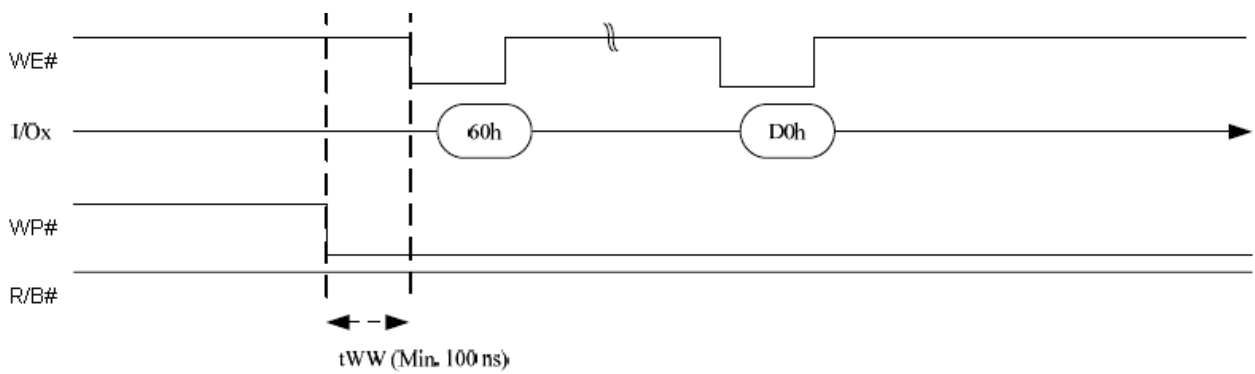 WE#
I/Ox
60h
D0h
WP#
R/B#
tWW (Min. 100 ns)